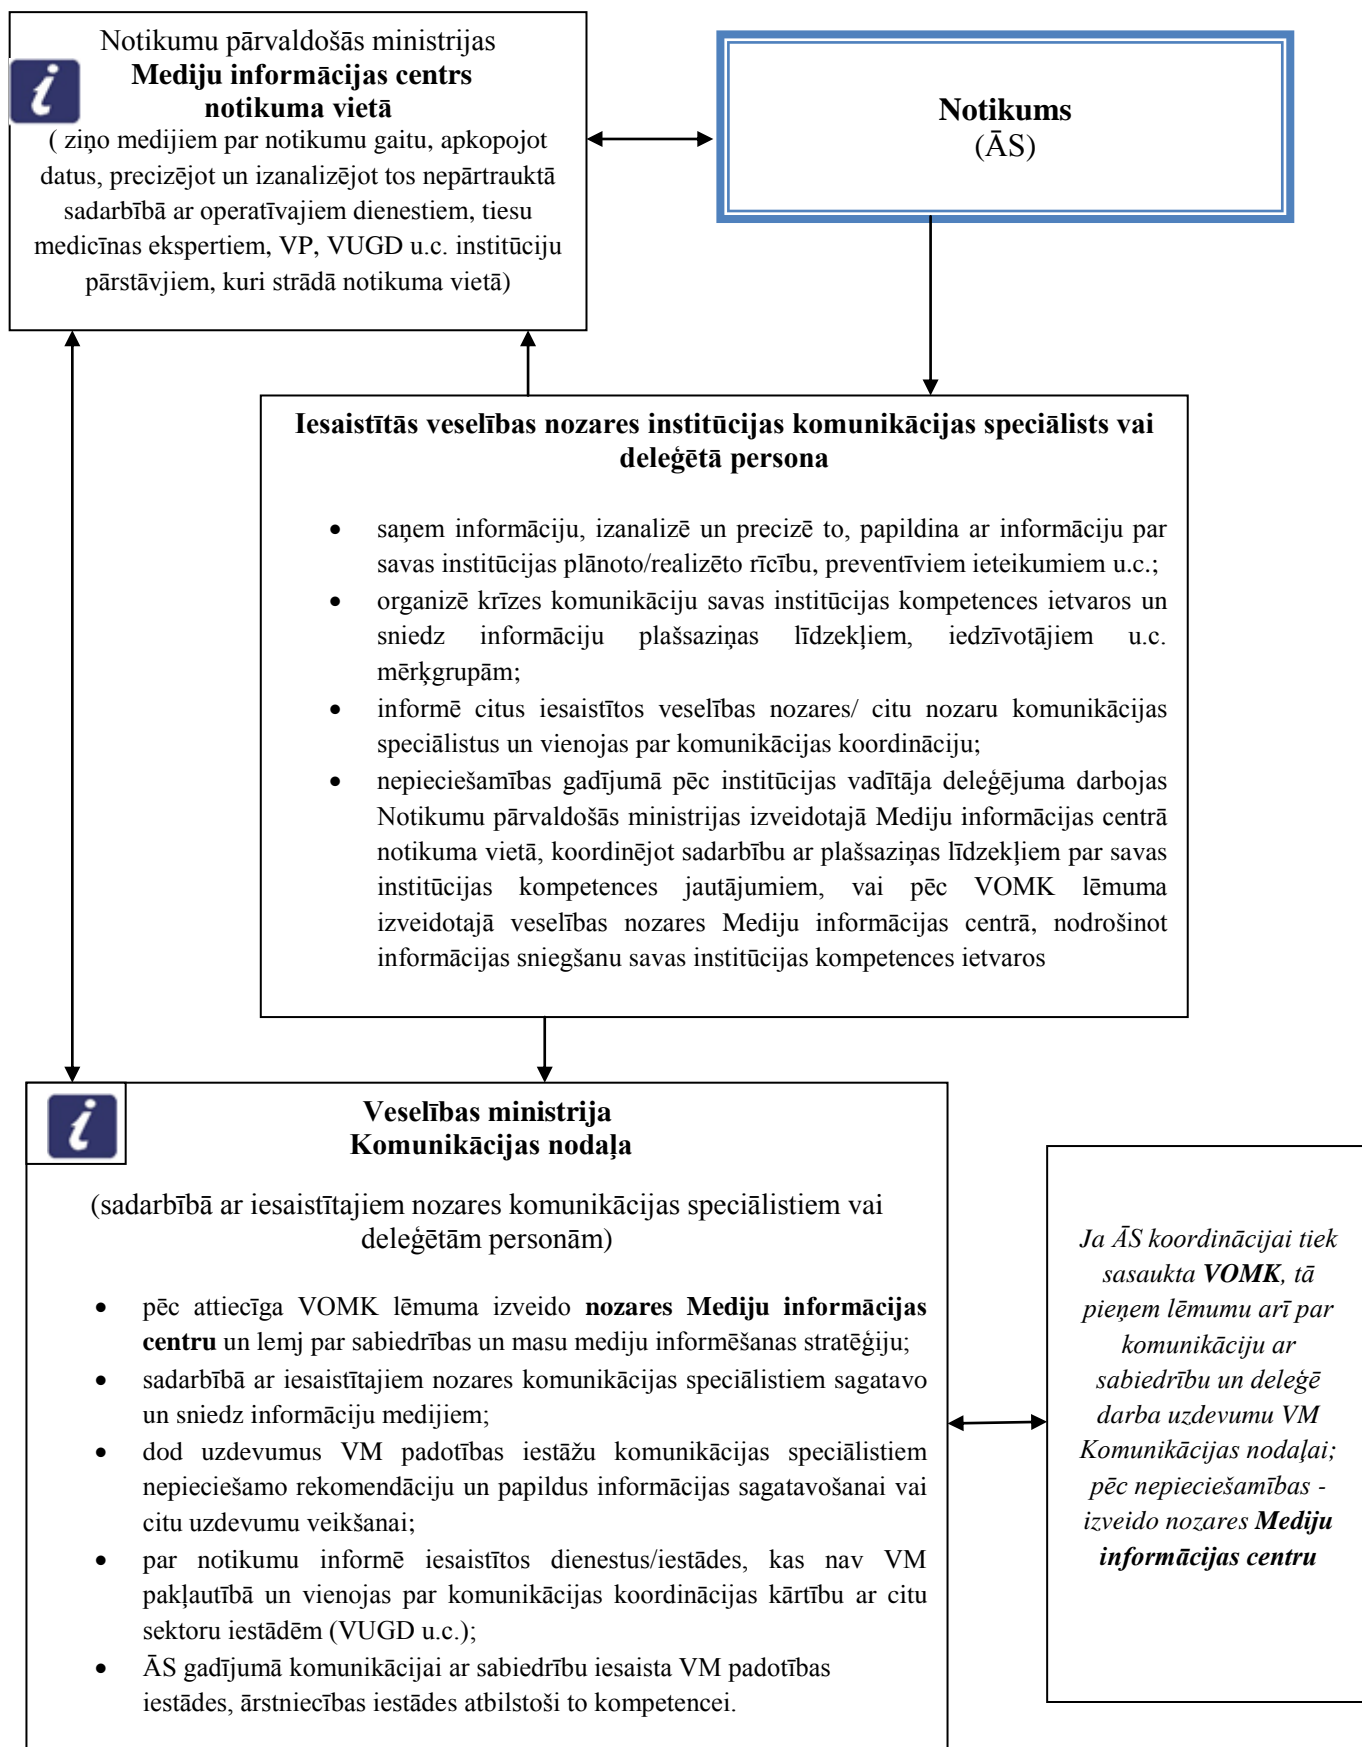 Notikumu pārvaldošās ministrijas
Mediju informācijas centrs
notikuma vietā
( ziņo medijiem par notikumu gaitu, apkopojot
datus, precizējot un izanalizējot tos nepārtrauktā
sadarbībā ar operatīvajiem dienestiem, tiesu
medicīnas ekspertiem, VP, VUGD u.c. institūciju
pārstāvjiem, kuri strādā notikuma vietā)
Notikums
(ĀS)
Iesaistītās veselības nozares institūcijas komunikācijas speciālists vai
deleģētā persona
• saņem informāciju, izanalizē un precizē to, papildina ar informāciju par
savas institūcijas plānoto/realizēto rīcību, preventīviem ieteikumiem u.c.;
• organizē krīzes komunikāciju savas institūcijas kompetences ietvaros un
sniedz informāciju plašsaziņas līdzekļiem, iedzīvotājiem u.c.
mērķgrupām;
• informē citus iesaistītos veselības nozares/ citu nozaru komunikācijas
speciālistus un vienojas par komunikācijas koordināciju;
• nepieciešamības gadījumā pēc institūcijas vadītāja deleģējuma darbojas
Notikumu pārvaldošās ministrijas izveidotajā Mediju informācijas centrā
notikuma vietā, koordinējot sadarbību ar plašsaziņas līdzekļiem par savas
institūcijas kompetences jautājumiem, vai pēc VOMK lēmuma
izveidotajā veselības nozares Mediju informācijas centrā, nodrošinot
informācijas sniegšanu savas institūcijas kompetences ietvaros
Veselības ministrija
Komunikācijas nodaļa
(sadarbībā ar iesaistītajiem nozares komunikācijas speciālistiem vai
deleģētām personām)
• pēc attiecīga VOMK lēmuma izveido nozares Mediju informācijas
centru un lemj par sabiedrības un masu mediju informēšanas stratēģiju;
• sadarbībā ar iesaistītajiem nozares komunikācijas speciālistiem sagatavo
un sniedz informāciju medijiem;
• dod uzdevumus VM padotības iestāžu komunikācijas speciālistiem
nepieciešamo rekomendāciju un papildus informācijas sagatavošanai vai
citu uzdevumu veikšanai;
• par notikumu informē iesaistītos dienestus/iestādes, kas nav VM
pakļautībā un vienojas par komunikācijas koordinācijas kārtību ar citu
sektoru iestādēm (VUGD u.c.);
• ĀS gadījumā komunikācijai ar sabiedrību iesaista VM padotības
iestādes, ārstniecības iestādes atbilstoši to kompetencei.
Ja ĀS koordinācijai tiek
sasaukta VOMK, tā
pieņem lēmumu arī par
komunikāciju ar
sabiedrību un deleģē
darba uzdevumu VM
Komunikācijas nodaļai;
pēc nepieciešamības -
izveido nozares Mediju
informācijas centru